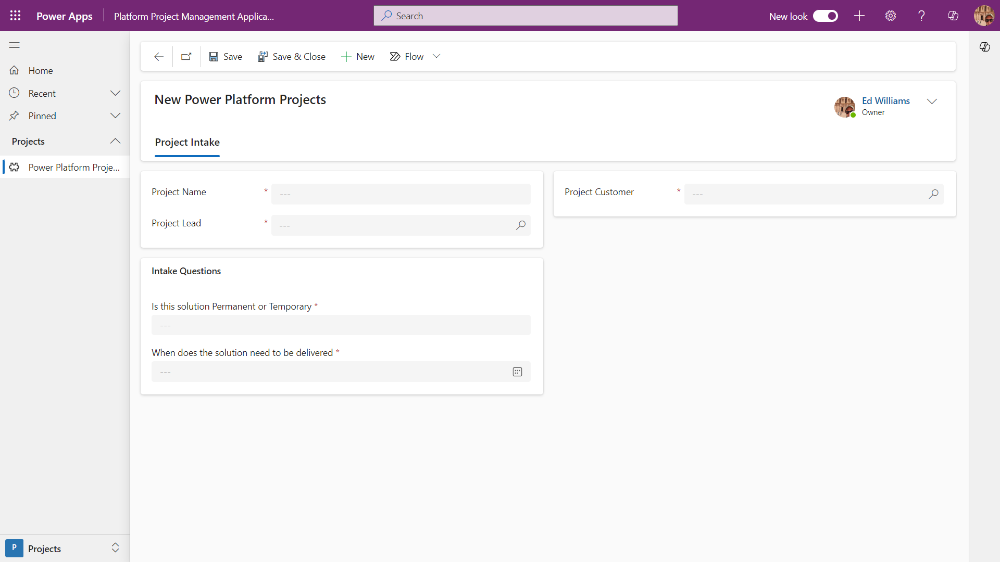 Power Apps
Platform Project Management Applica...
Search
New look
Home
Recent
Pinned
Projects
Power Platform Proje...
Save
Save & Close
New
Flow
New Power Platform Projects
Ed Williams
Owner
Project Intake
Project Name *
---
Project Lead *
---
Project Customer *
---
Intake Questions
Is this solution Permanent or Temporary *
---
When does the solution need to be delivered *
---
P
Projects